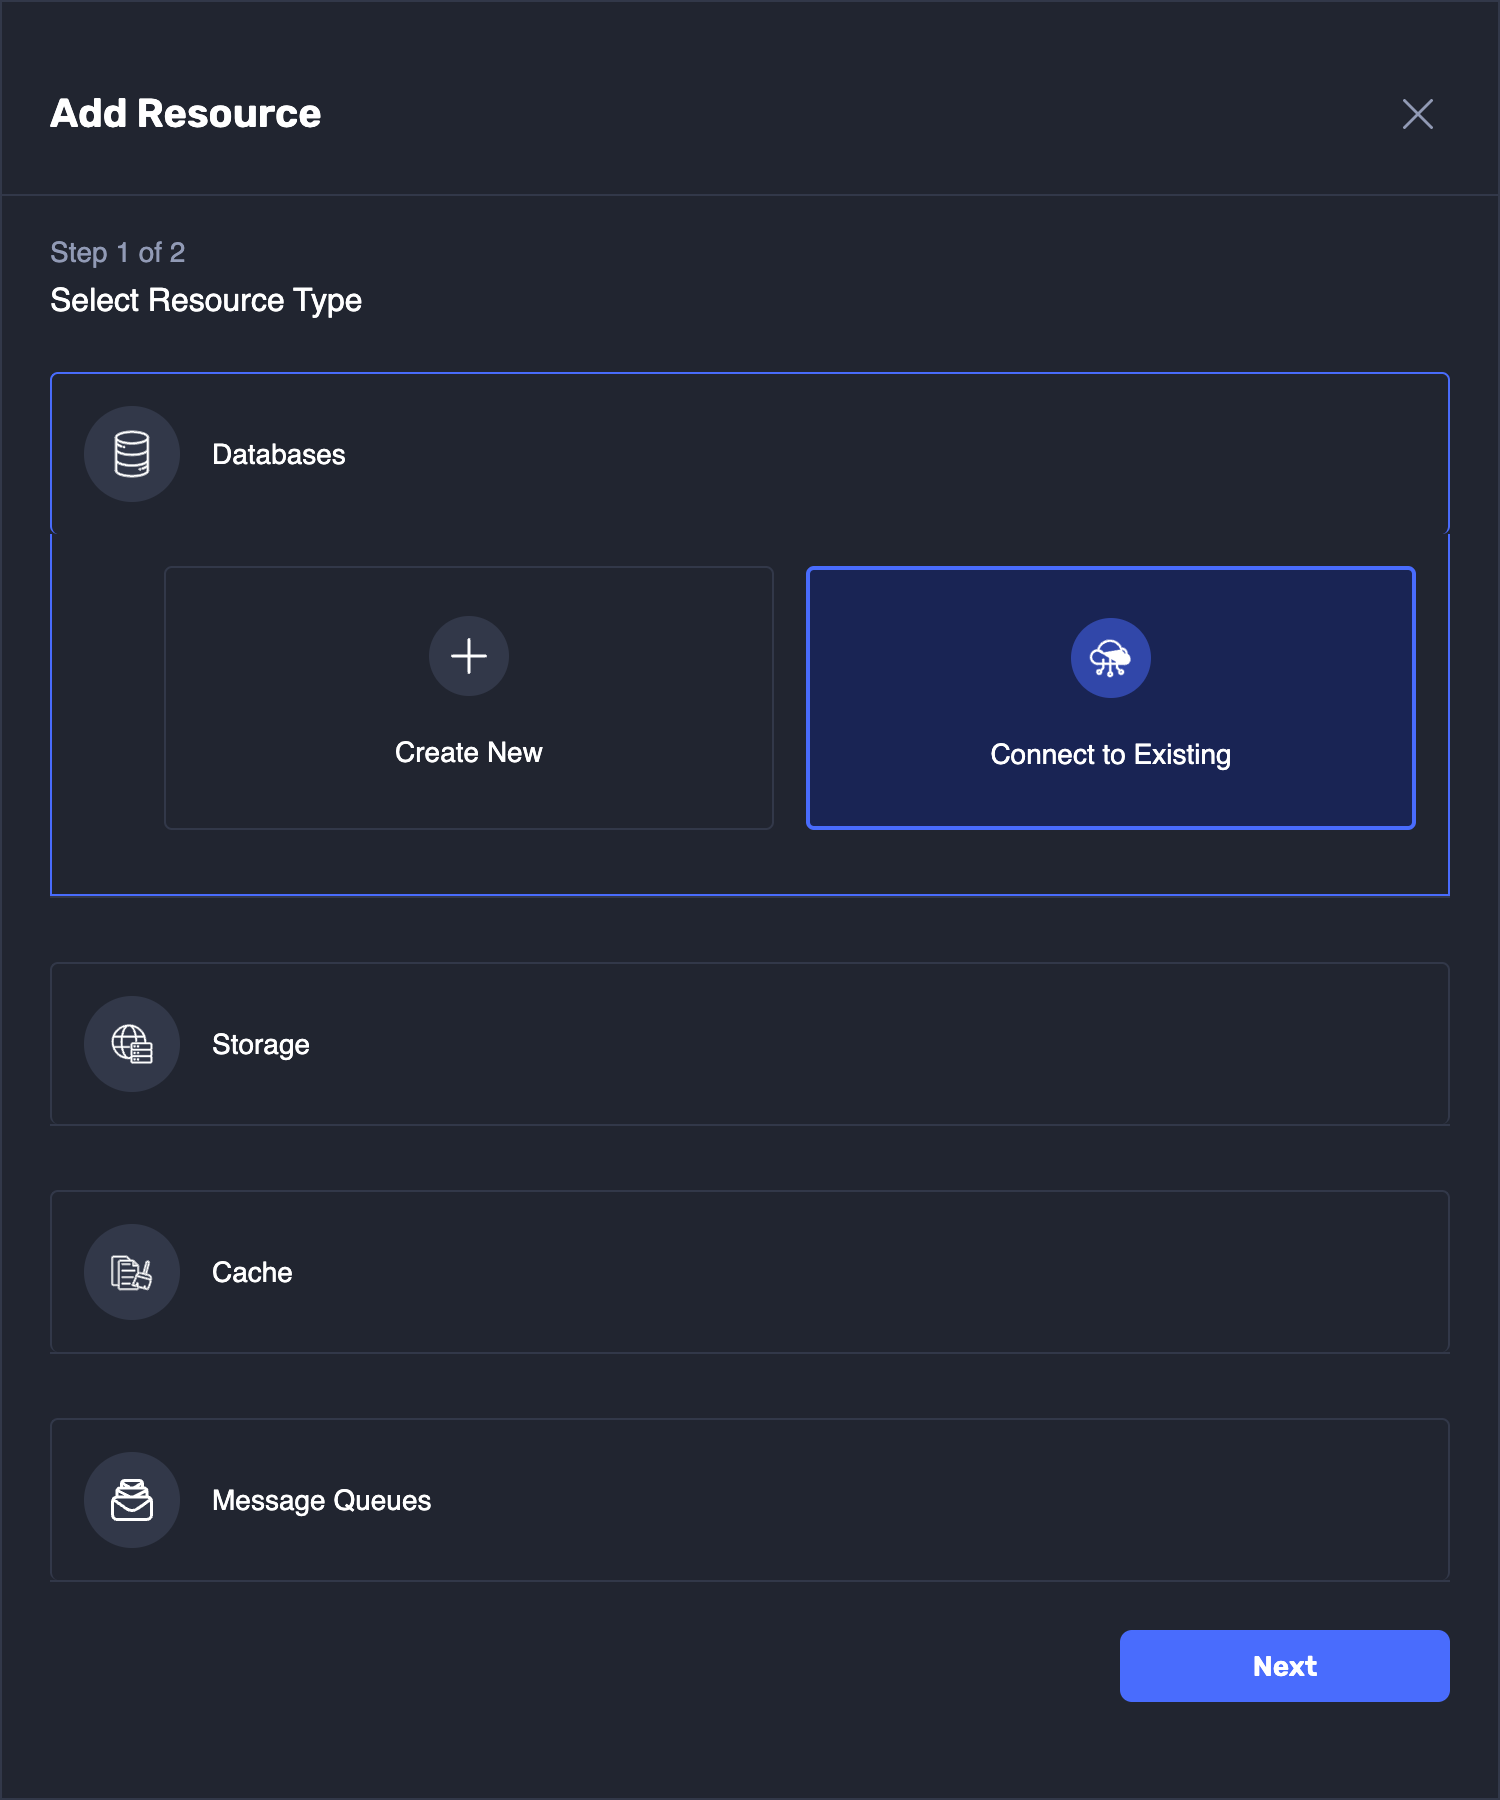 Add Resource
Step 1 of 2
Select Resource Type
Databases
Create New
Connect to Existing
Storage
Cache
Message Queues
Next